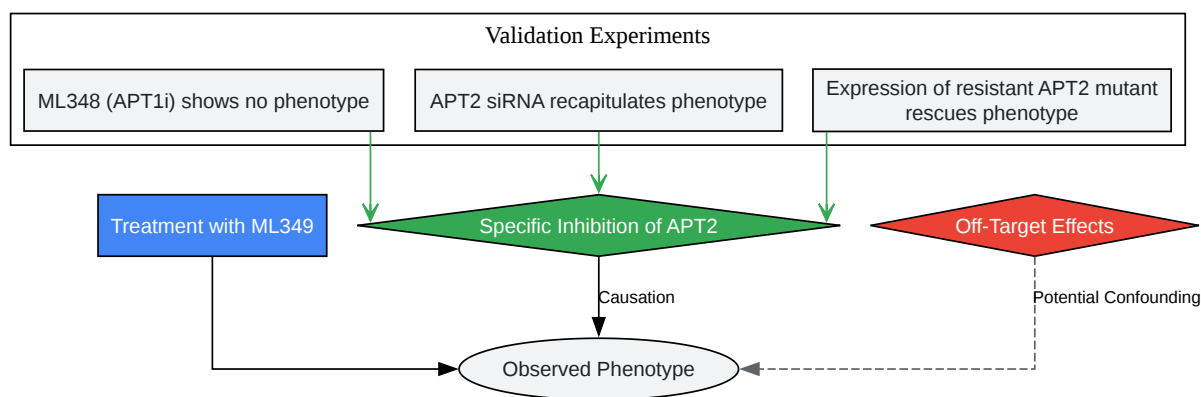 Validation Experiments
ML348 (APT1i) shows no phenotype
APT2 siRNA recapitulates phenotype
Expression of resistant APT2 mutant
rescues phenotype
Treatment with ML349
Specific Inhibition of APT2
Off-Target Effects
Causation
Potential Confounding
Observed Phenotype